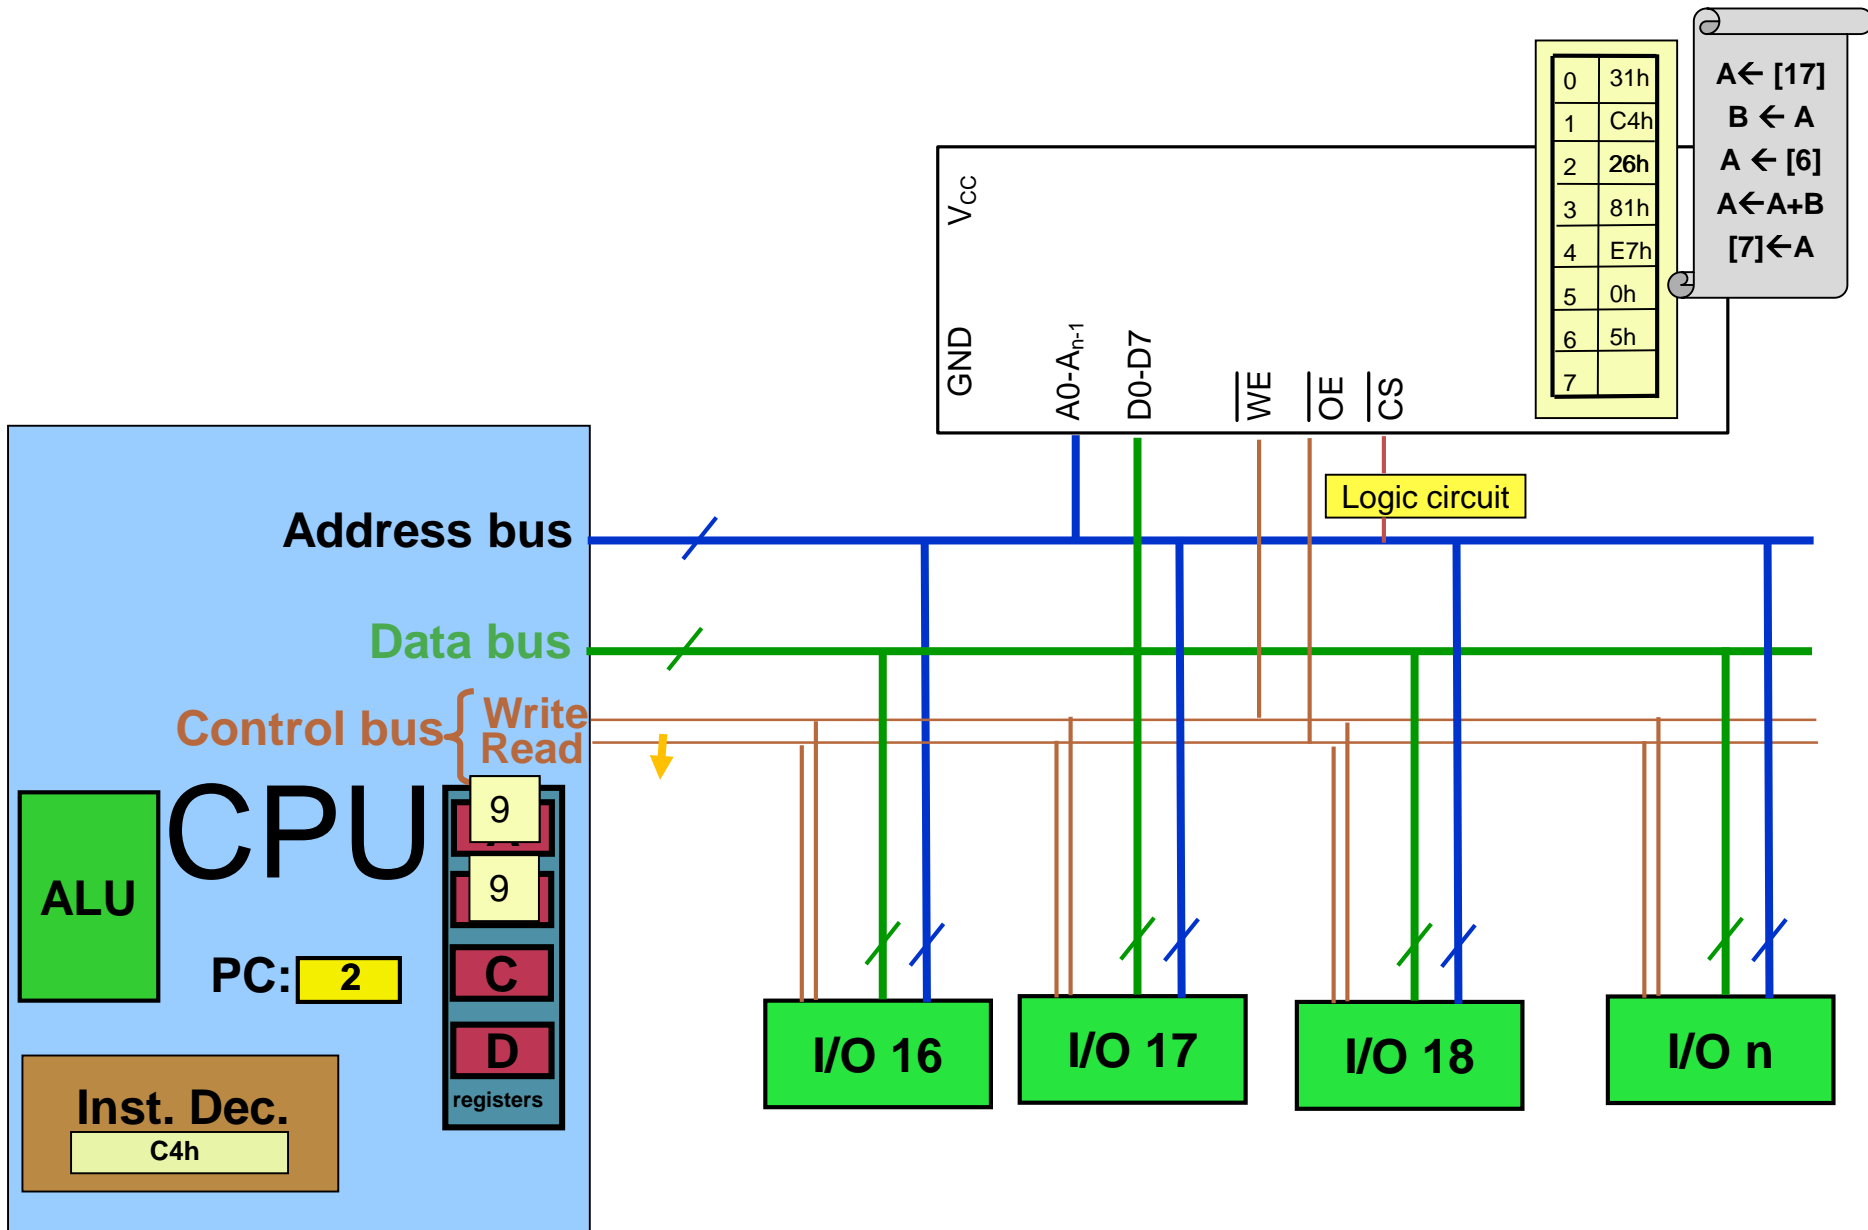 A← [17]
B ← A
A ← [6]
A←A+B
[7]←A
0 31h
1 C4h
2 26h
3 81h
4 E7h
5 0h
6 5h
7
VCC
GND
A0-An-1
D0-D7
WE
OE
CS
Logic circuit
Address bus
Data bus
Control bus
Write
Read
CPU
ALU
9
9
C
D
registers
PC: 2
Inst. Dec.
C4h
I/O 16
I/O 17
I/O 18
I/O n